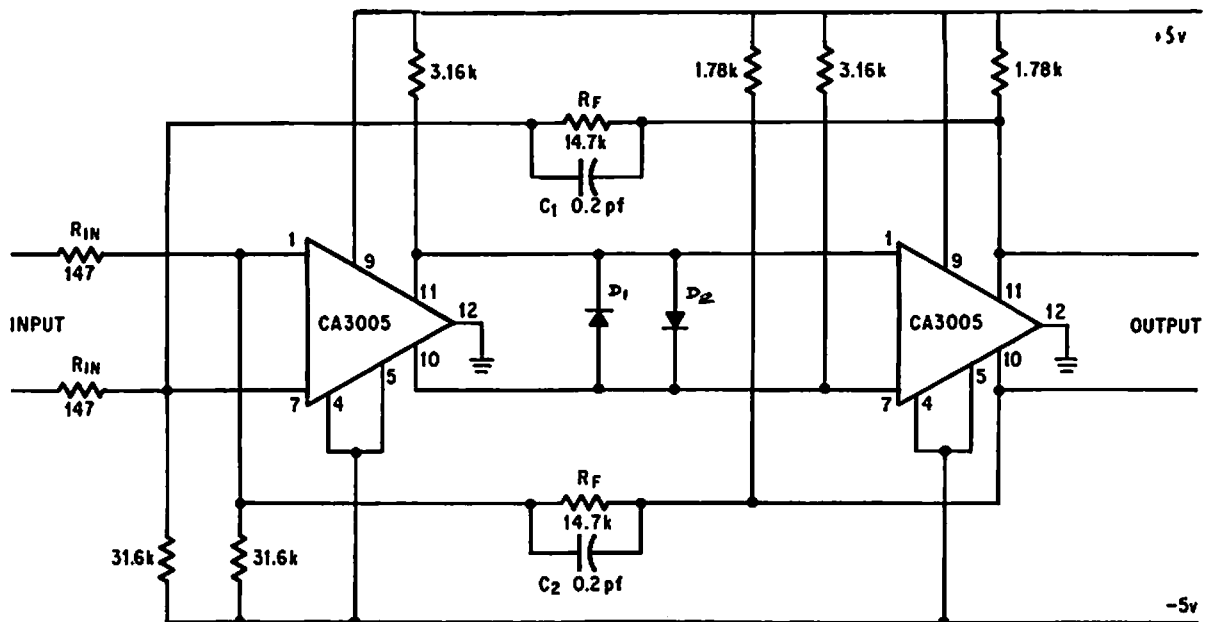 +5v
3.16k
1.78k
3.16k
1.78k
RF
14.7k
C1 0.2pf
RIN
147
1
9
11
12
CA3005
10
5
7
4
D1
D2
1
9
11
12
CA3005
10
5
7
4
INPUT
OUTPUT
RIN
147
RF
14.7k
C2 0.2pf
31.6k
31.6k
-5v